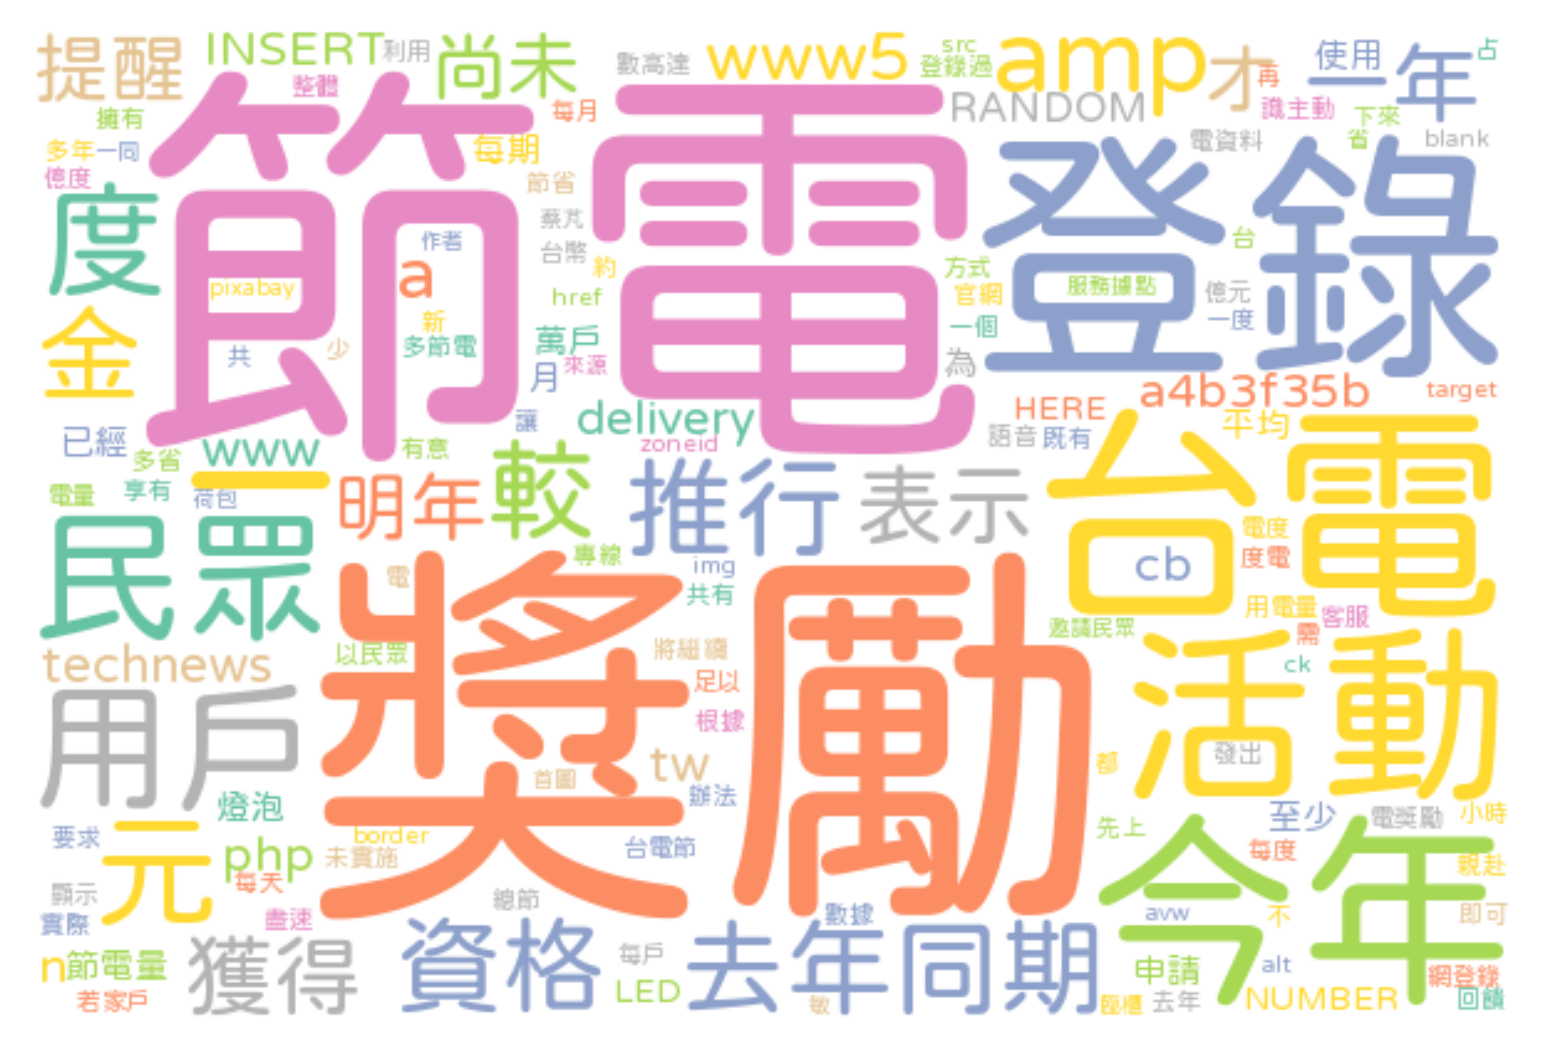 提醒
INSERT
利用
尚未
數高達
www5
src
登錄過
amp
才
再
使用
一年
占
整體
每月
RANDOM
識主動
下來
省
擁有
多年
一同
億度
每期
節省
節電
登錄
電資料
blank
度
蔡芃
台幣
約
作者
a
pixabay
新
多節電
href
萬戶
來源
月
方式
官網
一個
為
台
服務據點
億元
一度
金
共
少
讓
delivery
zoneid
HERE
a4b3f35b
target
語音
既有
平均
已經
多省
www
有意
一
電量
享有
荷包
明年
較
推行
表示
台電
cb
電度
度電
民眾
專線
img
共有
電
用電量
客服
邀請民眾
需
ck
technews
以民眾
將繼續
足以
根據
獎勵
活動
發出
都
用戶
tw
首圖
辦法
燈泡
至少
電獎勵
小時
先上
要求
元
php
border
未實施
台電節
每度
親赴
今年
每天
顯示
實際
盡速
總節
數據
avw
不
即可
n
節電量
若家戶
獲得
資格
每戶
LED
去年同期
敏
申請
alt
臨櫃
去年
NUMBER
網登錄
回饋